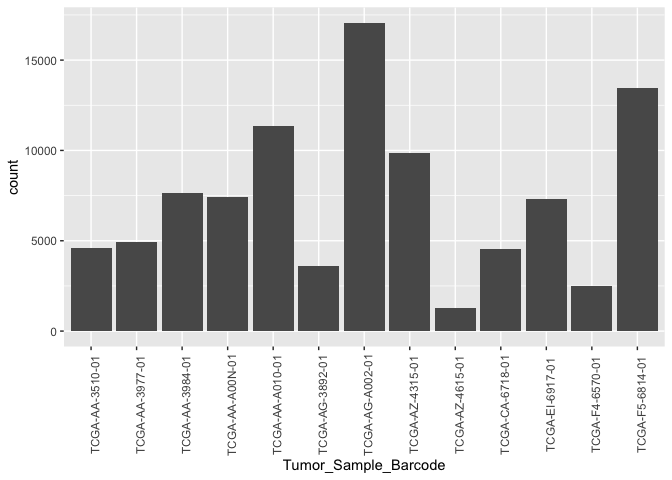 15000
10000
5000
0
count
TCGA-AA-3510-01
TCGA-AA-3977-01
TCGA-AA-3984-01
TCGA-AA-A00N-01
TCGA-AA-A010-01
TCGA-AG-3892-01
TCGA-AG-A002-01
TCGA-AZ-4315-01
TCGA-AZ-4615-01
TCGA-CA-6718-01
TCGA-EI-6917-01
TCGA-F4-6570-01
TCGA-F5-6814-01
Tumor_Sample_Barcode